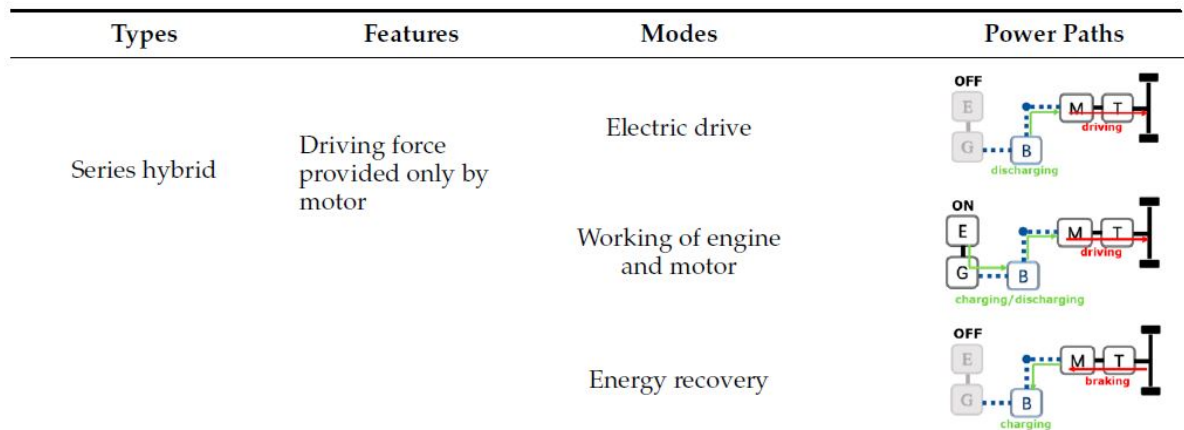 Types Features Modes Power Paths
Series hybrid
Driving force
provided only by
motor
Electric drive
OFF
E
G
B
M
T
driving
discharging
Working of engine
and motor
ON
E
G
B
M
T
driving
charging/discharging
Energy recovery
OFF
E
G
B
M
T
braking
charging